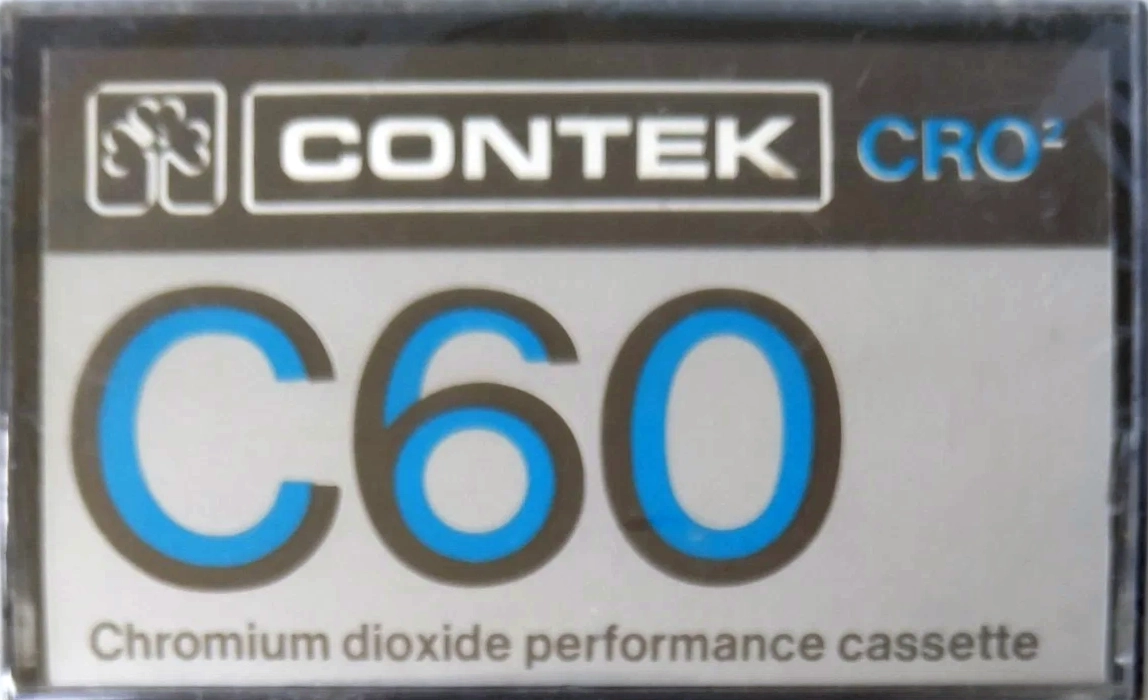 CONTEK CRO²
C60
Chromium dioxide performance cassette